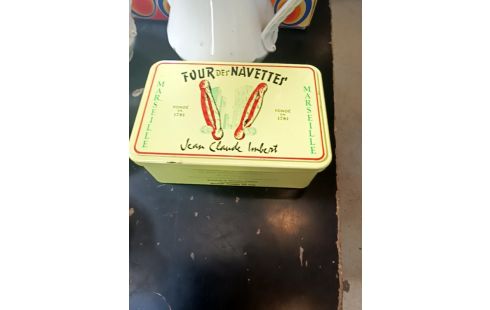 FOUR DES NAVETTES
MARSEILLE
FONDÉ
EN
1781
FONDÉ
EN
1781
MARSEILLE
Jean Claude Imbert